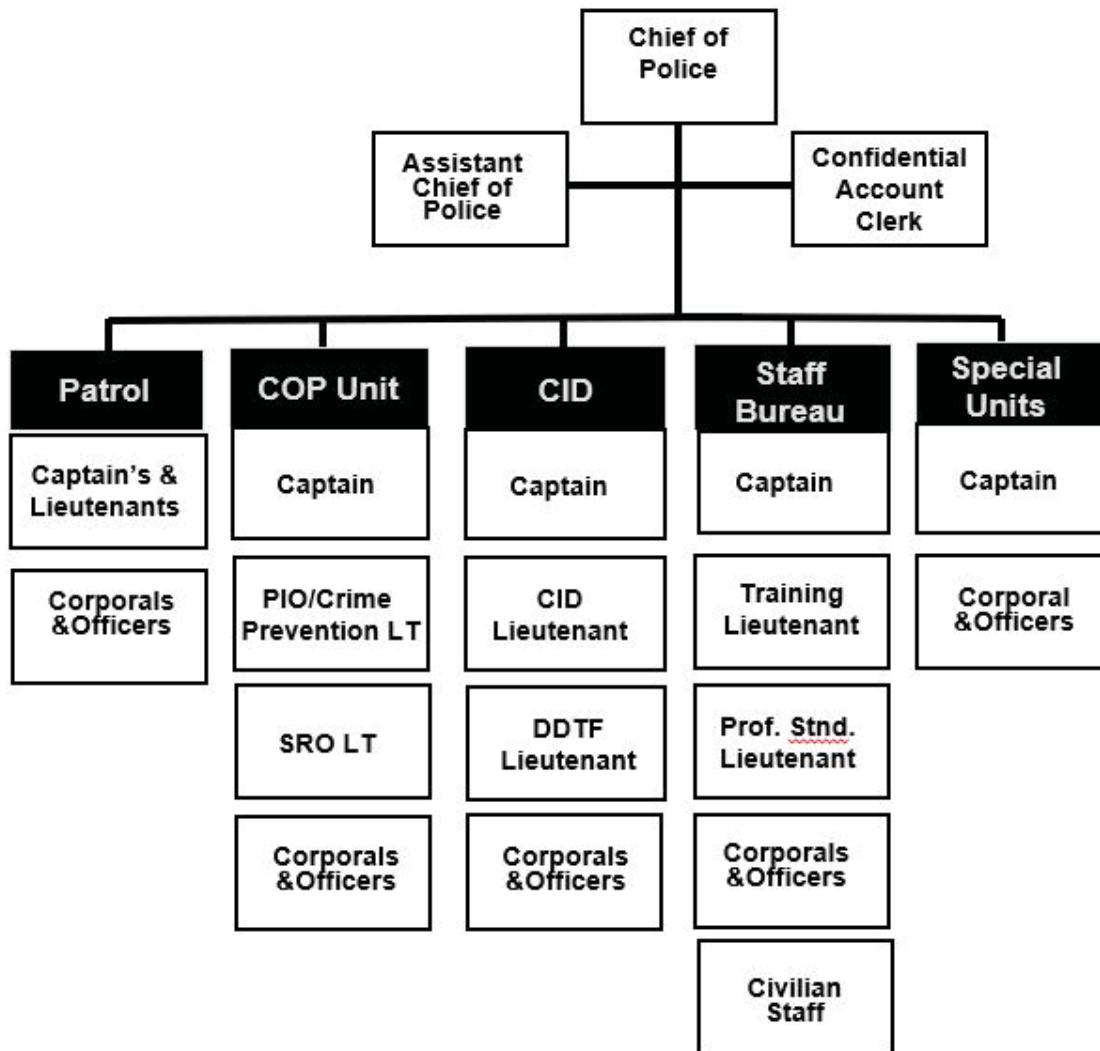 Chief of
Police
Assistant
Chief of
Police
Confidential
Account
Clerk
Patrol
Captain's &
Lieutenants
Corporals
&Officers
COP Unit
Captain
PIO/Crime
Prevention LT
SRO LT
Corporals
&Officers
CID
Captain
CID
Lieutenant
DDTF
Lieutenant
Corporals
&Officers
Staff
Bureau
Captain
Training
Lieutenant
Prof. Stnd.
Lieutenant
Corporals
&Officers
Civilian
Staff
Special
Units
Captain
Corporal
&Officers